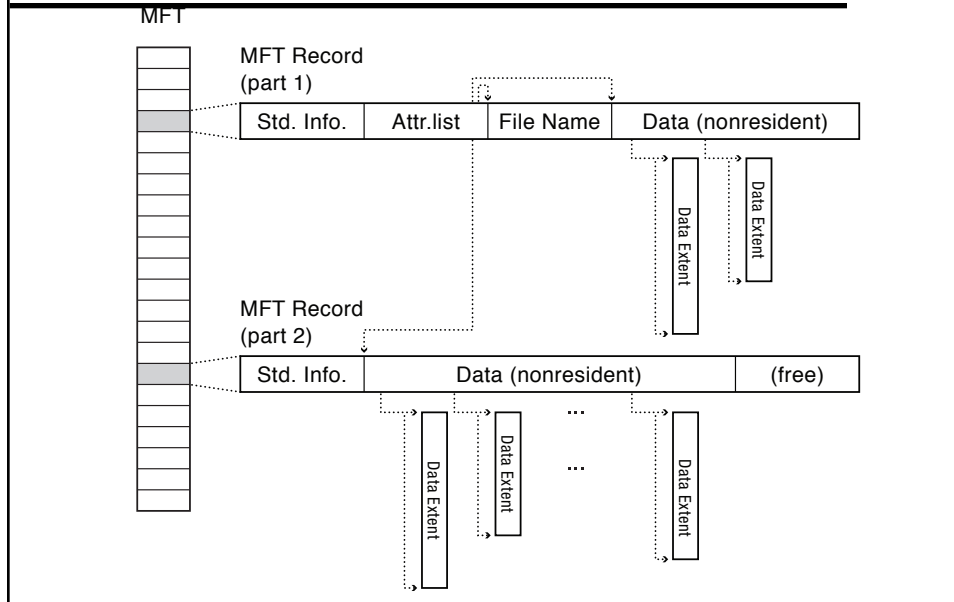 MFT
MFT Record
(part 1)
Std. Info.
Attr.list
File Name
Data (nonresident)
Data Extent
Data Extent
MFT Record
(part 2)
Std. Info.
Data (nonresident)
(free)
Data Extent
Data Extent
...
...
Data Extent